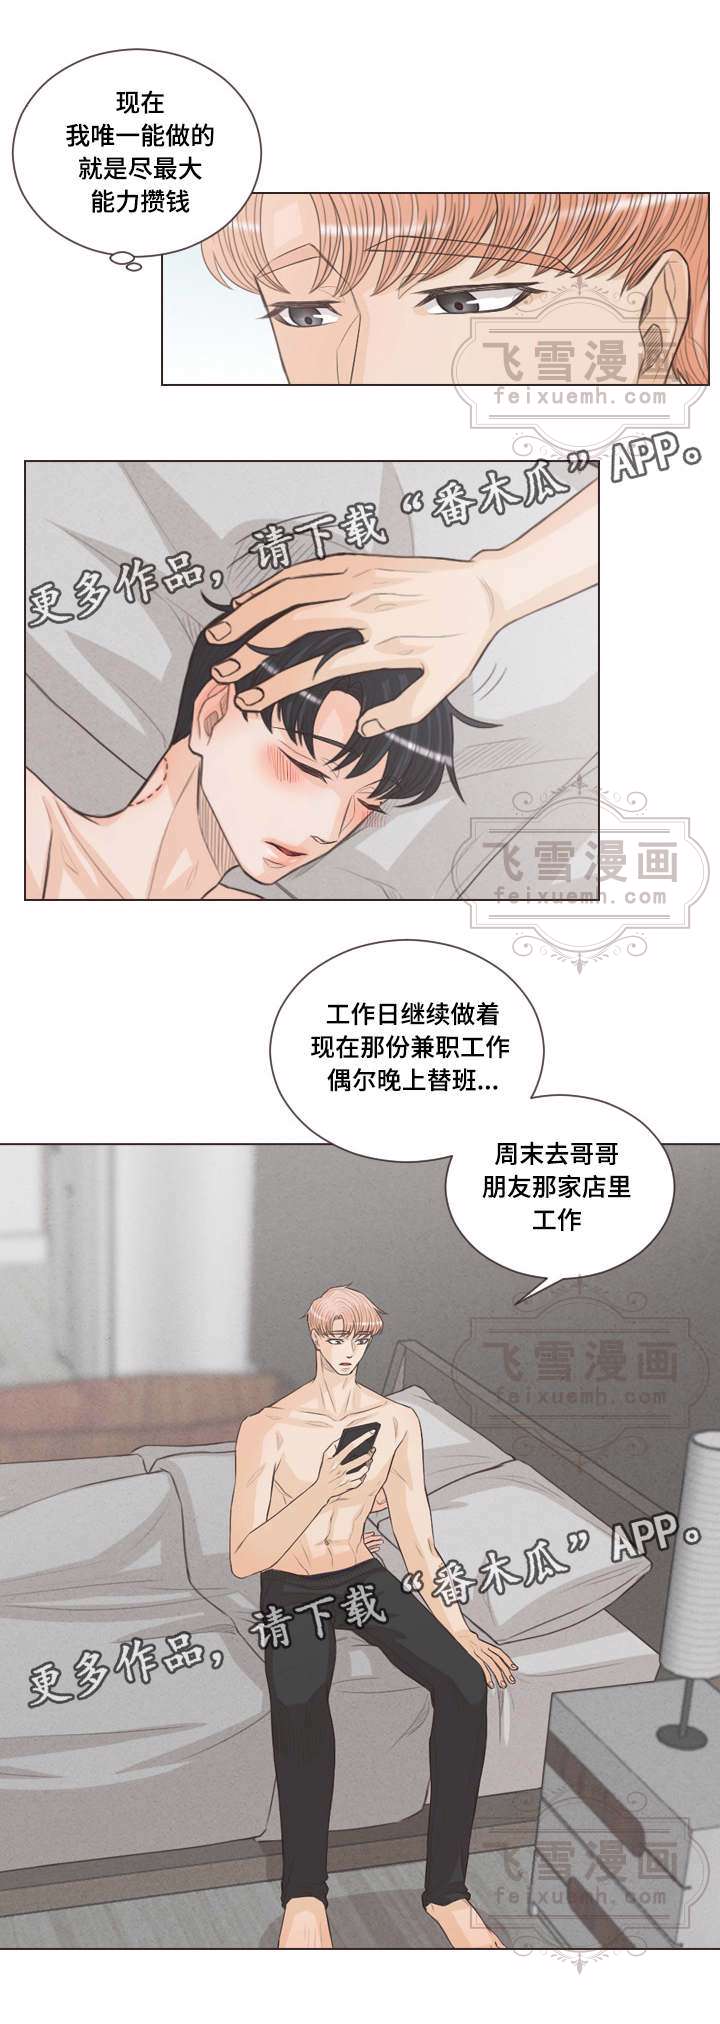 现在
我唯一能做的
就是尽最大
能力攒钱
飞雪漫画
feixuemh.com
更多作品，请下载“番木瓜”APP。
飞雪漫画
feixuemh.com
工作日继续做着
现在那份兼职工作
偶尔晚上替班...
周末去哥哥
朋友那家店里
工作
飞雪漫画
feixuemh.com
更多作品，请下载“番木瓜”APP。
飞雪漫画
feixuemh.com